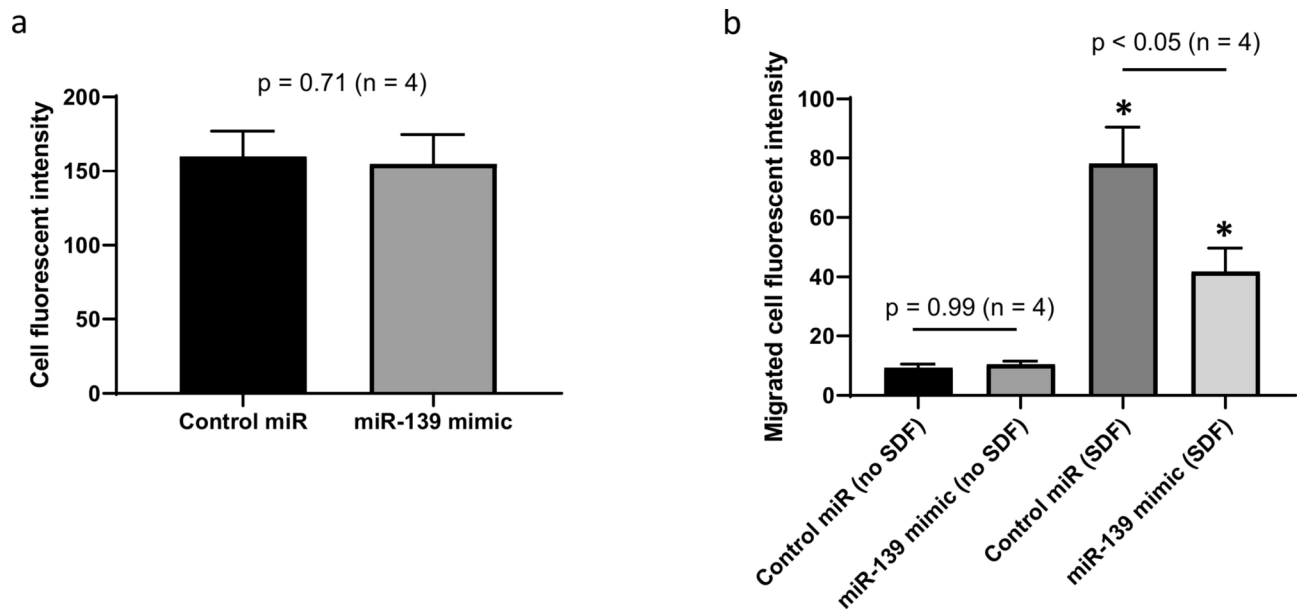 a
p = 0.71 (n = 4)
Cell fluorescent intensity
200
150
100
50
0
Control miR
miR-139 mimic
b
p < 0.05 (n = 4)
Migrated cell fluorescent intensity
100
80
60
40
20
0
*
*
p = 0.99 (n = 4)
Control miR (no SDF)
miR-139 mimic (no SDF)
Control miR (SDF)
miR-139 mimic (SDF)